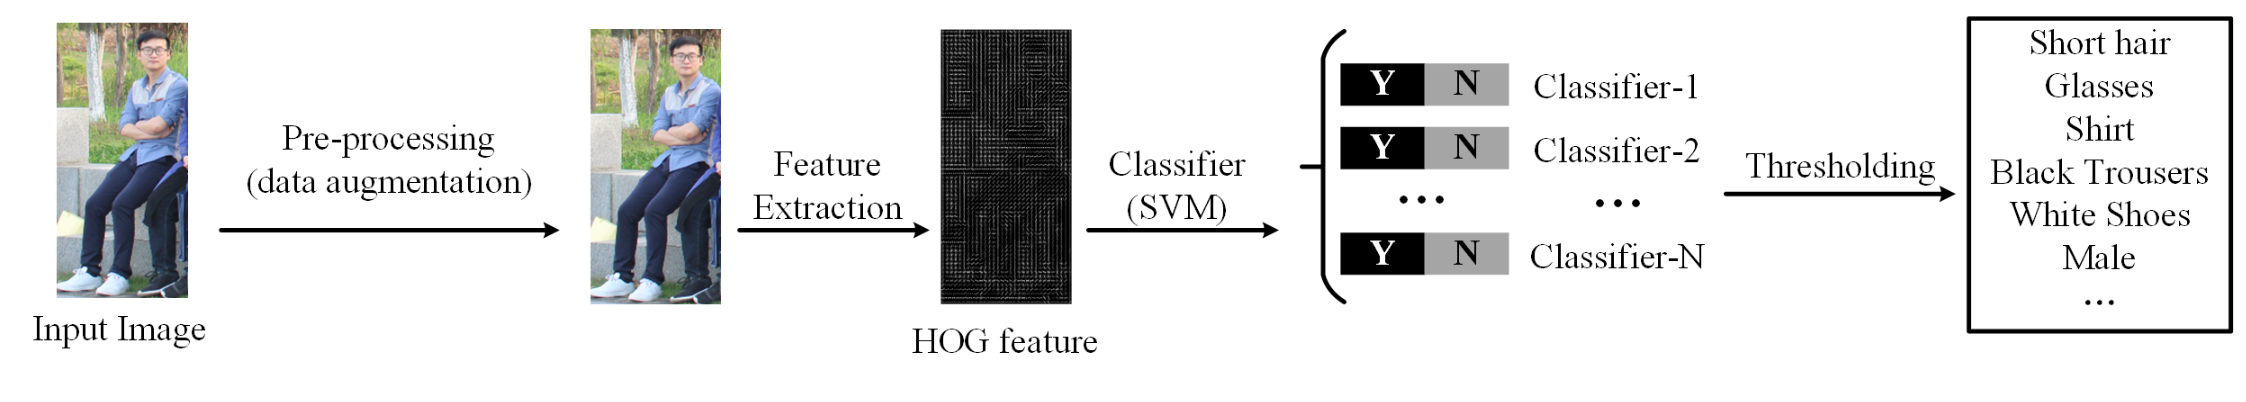 Input Image
Pre-processing
(data augmentation)
Feature
Extraction
HOG feature
Classifier
(SVM)
Y N Classifier-1
Y N Classifier-2
... ...
Y N Classifier-N
Thresholding
Short hair
Glasses
Shirt
Black Trousers
White Shoes
Male
...